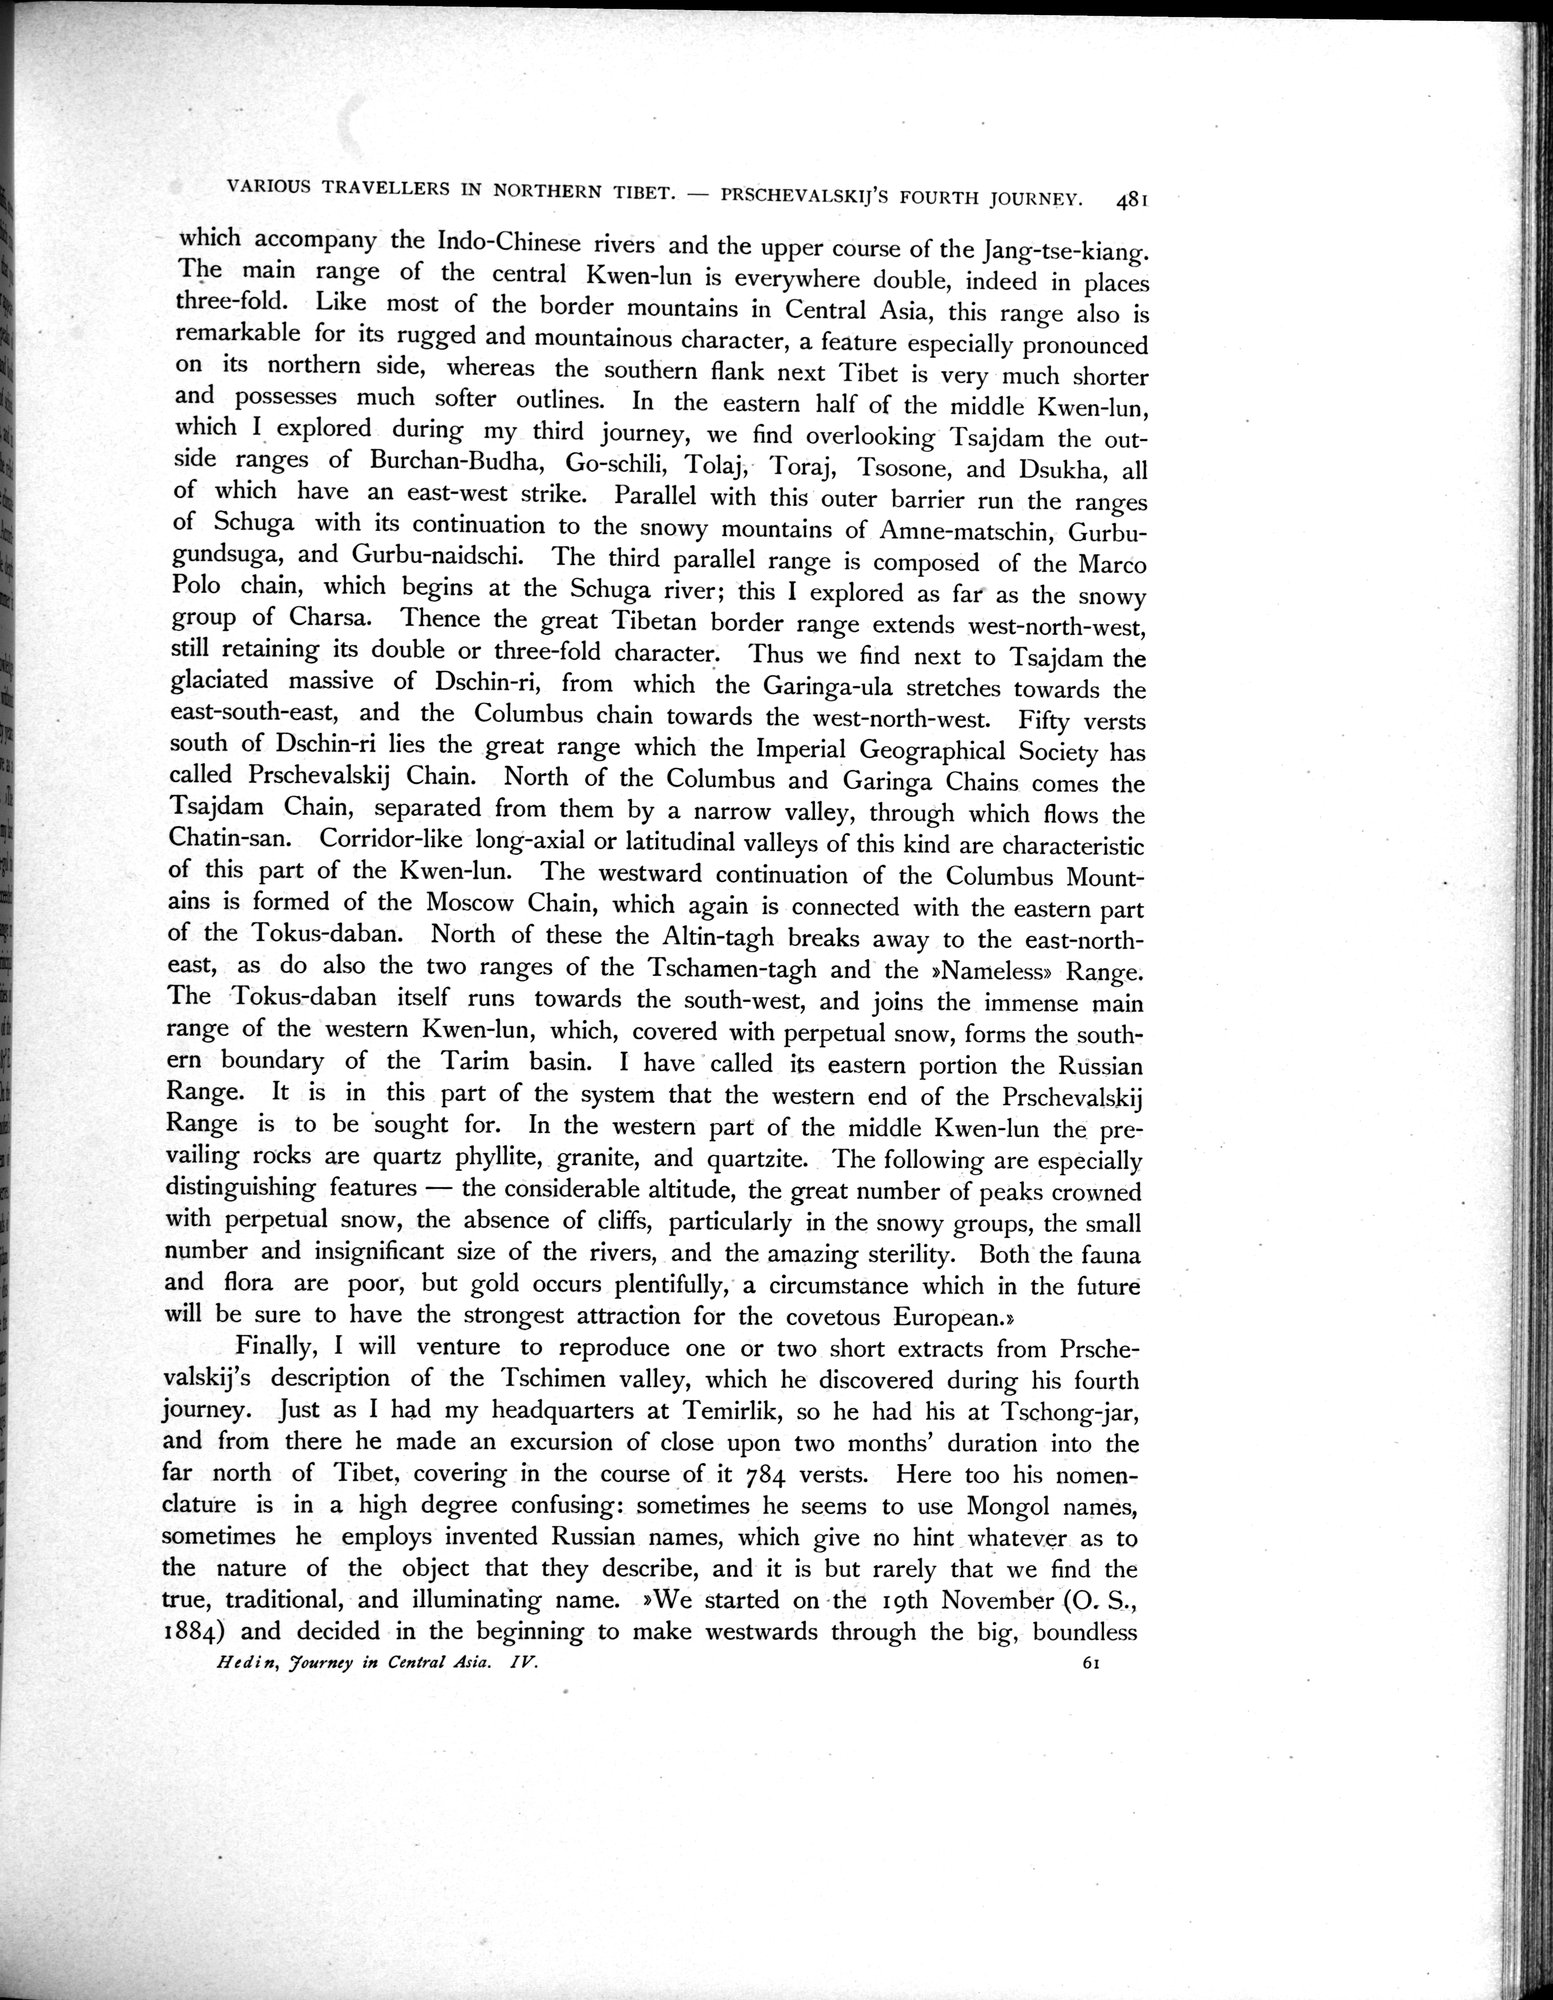 VARIOUS TRAVELLERS IN NORTHERN TIBET. — PRSCHEVALSKIJ'S FOURTH JOURNEY. 481
which accompany the Indo-Chinese rivers and the upper course of the Jang-tse-kiang.
The main range of the central Kwen-lun is everywhere double, indeed in places
three-fold. Like most of the border mountains in Central Asia, this range also is
remarkable for its rugged and mountainous character, a feature especially pronounced
on its northern side, whereas the southern flank next Tibet is very much shorter
and possesses much softer outlines. In the eastern half of the middle Kwen-lun,
which I explored during my third journey, we find overlooking Tsajdam the out-
side ranges of Burchan-Budha, Go-schili, Tolaj, Toraj, Tsosone, and Dsukha, all
of which have an east-west strike. Parallel with this outer barrier run the ranges
of Schuga with its continuation to the snowy mountains of Amne-matschin, Gurbu-
gundsuga, and Gurbu-naidschi. The third parallel range is composed of the Marco
Polo chain, which begins at the Schuga river; this I explored as far as the snowy
group of Charsa. Thence the great Tibetan border range extends west-north-west,
still retaining its double or three-fold character. Thus we find next to Tsajdam the
glaciated massive of Dschin-ri, from which the Garinga-ula stretches towards the
east-south-east, and the Columbus chain towards the west-north-west. Fifty versts
south of Dschin-ri lies the great range which the Imperial Geographical Society has
called Prschevalskij Chain. North of the Columbus and Garinga Chains comes the
Tsajdam Chain, separated from them by a narrow valley, through which flows the
Chatin-san. Corridor-like long-axial or latitudinal valleys of this kind are characteristic
of this part of the Kwen-lun. The westward continuation of the Columbus Mount-
ains is formed of the Moscow Chain, which again is connected with the eastern part
of the Tokus-daban. North of these the Altin-tagh breaks away to the east-north-
east, as do also the two ranges of the Tschamen-tagh and the »Nameless» Range.
The Tokus-daban itself runs towards the south-west, and joins the immense main
range of the western Kwen-lun, which, covered with perpetual snow, forms the south-
ern boundary of the Tarim basin. I have called its eastern portion the Russian
Range. It is in this part of the system that the western end of the Prschevalskij
Range is to be sought for. In the western part of the middle Kwen-lun the pre-
vailing rocks are quartz phyllite, granite, and quartzite. The following are especially
distinguishing features — the considerable altitude, the great number of peaks crowned
with perpetual snow, the absence of cliffs, particularly in the snowy groups, the small
number and insignificant size of the rivers, and the amazing sterility. Both the fauna
and flora are poor, but gold occurs plentifully, a circumstance which in the future
will be sure to have the strongest attraction for the covetous European.»
Finally, I will venture to reproduce one or two short extracts from Prsche-
valskij's description of the Tschimen valley, which he discovered during his fourth
journey. Just as I had my headquarters at Temirlik, so he had his at Tschong-jar,
and from there he made an excursion of close upon two months' duration into the
far north of Tibet, covering in the course of it 784 versts. Here too his nomen-
clature is in a high degree confusing: sometimes he seems to use Mongol names,
sometimes he employs invented Russian names, which give no hint whatever as to
the nature of the object that they describe, and it is but rarely that we find the
true, traditional, and illuminating name. »We started on the 19th November (O. S.,
1884) and decided in the beginning to make westwards through the big, boundless
Hedin, Journey in Central Asia. IV. 61